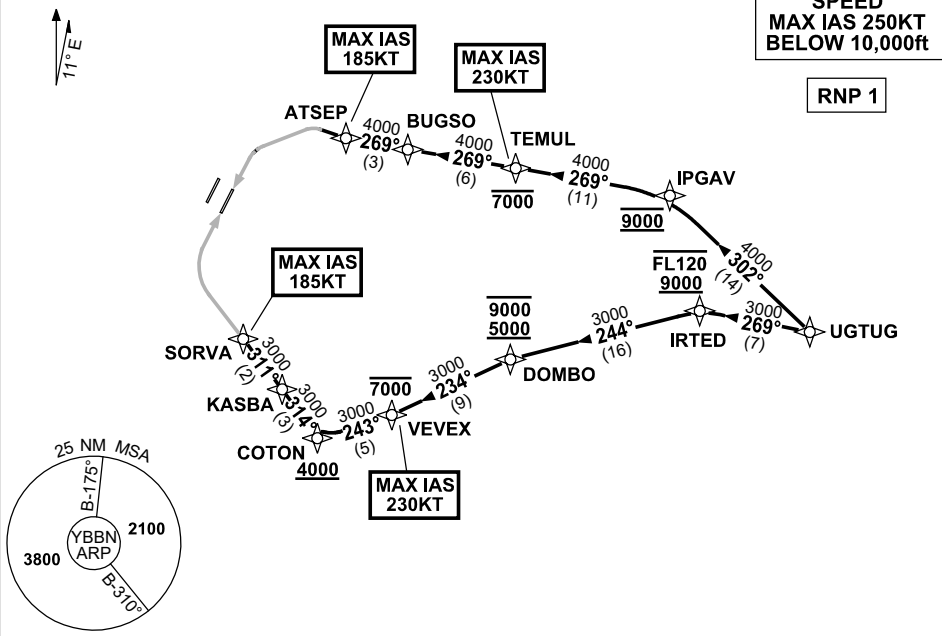 SPEED
MAX IAS 250KT
BELOW 10,000ft
RNP 1
11° E
MAX IAS
185KT
MAX IAS
230KT
ATSEP
4000
269°
(3)
BUGSO
4000
269°
(6)
TEMUL
7000
4000
269°
(11)
IPGAV
9000
4000
302°
(14)
UGTUG
3000
269°
(7)
FL120
9000
IRTED
3000
244°
(16)
9000
5000
DOMBO
3000
234°
(9)
7000
VEVEX
MAX IAS
230KT
3000
243°
(5)
COTON
4000
3000
314°
(3)
KASBA
3000
311°
(2)
SORVA
MAX IAS
185KT
25 NM MSA
B-175°
2100
YBBN
ARP
3800
B-310°